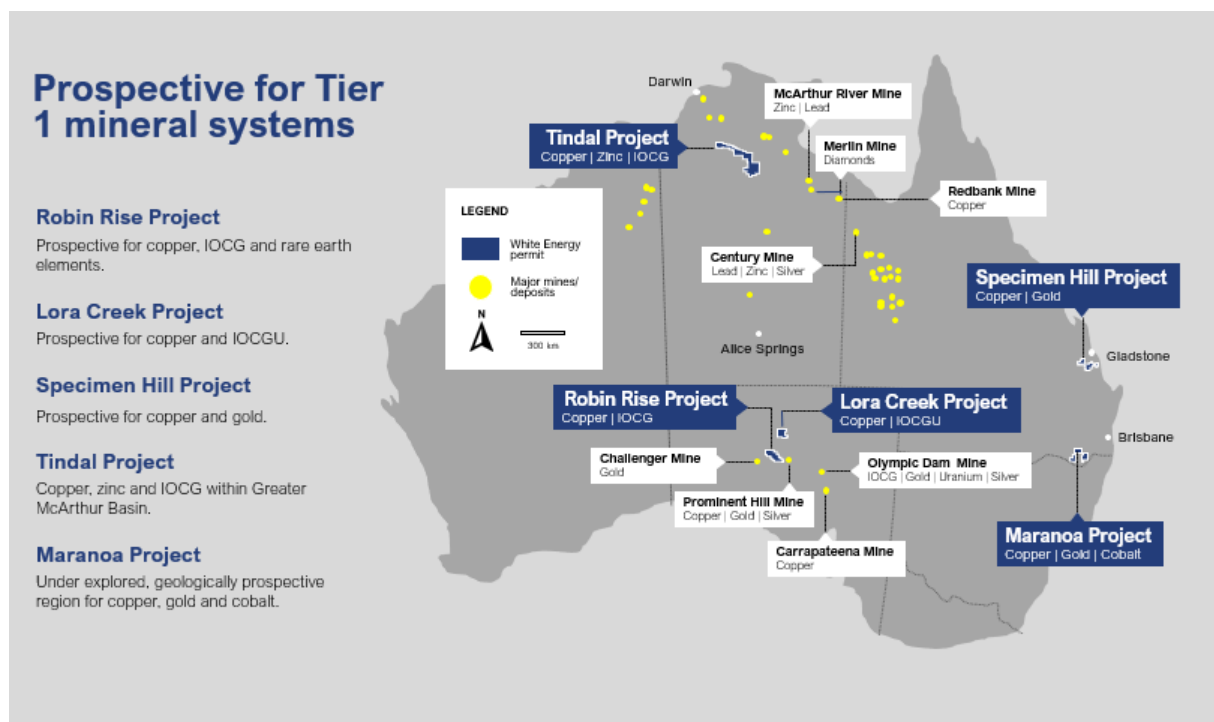 Prospective for Tier
1 mineral systems
Robin Rise Project
Prospective for copper, IOCG and rare earth
elements.
Lora Creek Project
Prospective for copper and IOCGU.
Specimen Hill Project
Prospective for copper and gold.
Tindal Project
Copper, zinc and IOCG within Greater
McArthur Basin.
Maranoa Project
Under explored, geologically prospective
region for copper, gold and cobalt.
Darwin
McArthur River Mine
Zinc | Lead
Tindal Project
Copper | Zinc | IOCG
Merlin Mine
Diamonds
Redbank Mine
Copper
LEGEND
White Energy
permit
Major mines/
deposits
N
300 km
Century Mine
Lead | Zinc | Silver
Specimen Hill Project
Copper | Gold
Alice Springs
Gladstone
Robin Rise Project
Copper | IOCG
Lora Creek Project
Copper | IOCGU
Brisbane
Challenger Mine
Gold
Olympic Dam Mine
IOCG | Gold | Uranium | Silver
Prominent Hill Mine
Copper | Gold | Silver
Maranoa Project
Copper | Gold | Cobalt
Carrapateena Mine
Copper